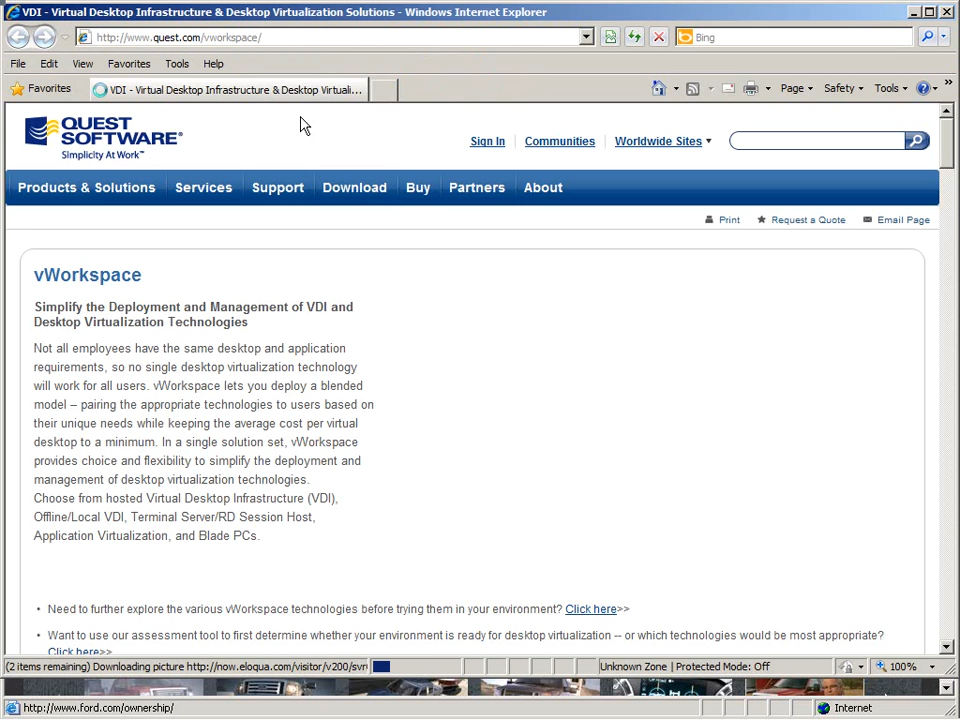 VDI - Virtual Desktop Infrastructure & Desktop Virtualization Solutions - Windows Internet Explorer
http://www.quest.com/vworkspace/
Bing
File Edit View Favorites Tools Help
Favorites VDI - Virtual Desktop Infrastructure & Desktop Virtuali... Page Safety Tools
QUEST SOFTWARE®
Simplicity At Work™
Sign In Communities Worldwide Sites
Products & Solutions Services Support Download Buy Partners About
Print Request a Quote Email Page
vWorkspace
Simplify the Deployment and Management of VDI and
Desktop Virtualization Technologies
Not all employees have the same desktop and application
requirements, so no single desktop virtualization technology
will work for all users. vWorkspace lets you deploy a blended
model – pairing the appropriate technologies to users based on
their unique needs while keeping the average cost per virtual
desktop to a minimum. In a single solution set, vWorkspace
provides choice and flexibility to simplify the deployment and
management of desktop virtualization technologies.
Choose from hosted Virtual Desktop Infrastructure (VDI),
Offline/Local VDI, Terminal Server/RD Session Host,
Application Virtualization, and Blade PCs.
• Need to further explore the various vWorkspace technologies before trying them in your environment? Click here>>
• Want to use our assessment tool to first determine whether your environment is ready for desktop virtualization -- or which technologies would be most appropriate?
Click here>>
(2 items remaining) Downloading picture http://now.eloqua.com/visitor/v200/svr Unknown Zone | Protected Mode: Off 100%
http://www.ford.com/ownership/ Internet